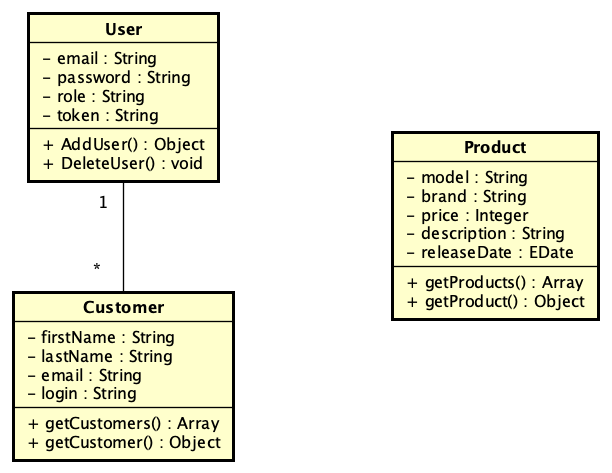 User
- email : String
- password : String
- role : String
- token : String
+ AddUser() : Object
+ DeleteUser() : void
1
*
Customer
- firstName : String
- lastName : String
- email : String
- login : String
+ getCustomers() : Array
+ getCustomer() : Object
Product
- model : String
- brand : String
- price : Integer
- description : String
- releaseDate : EDate
+ getProducts() : Array
+ getProduct() : Object